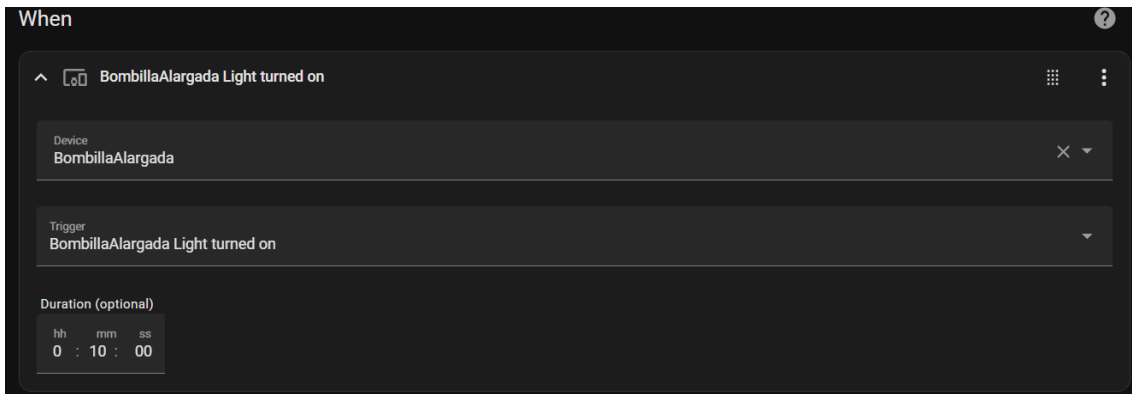 When
BombillaAlargada Light turned on
Device
BombillaAlargada
Trigger
BombillaAlargada Light turned on
Duration (optional)
hh mm ss
0 : 10 : 00